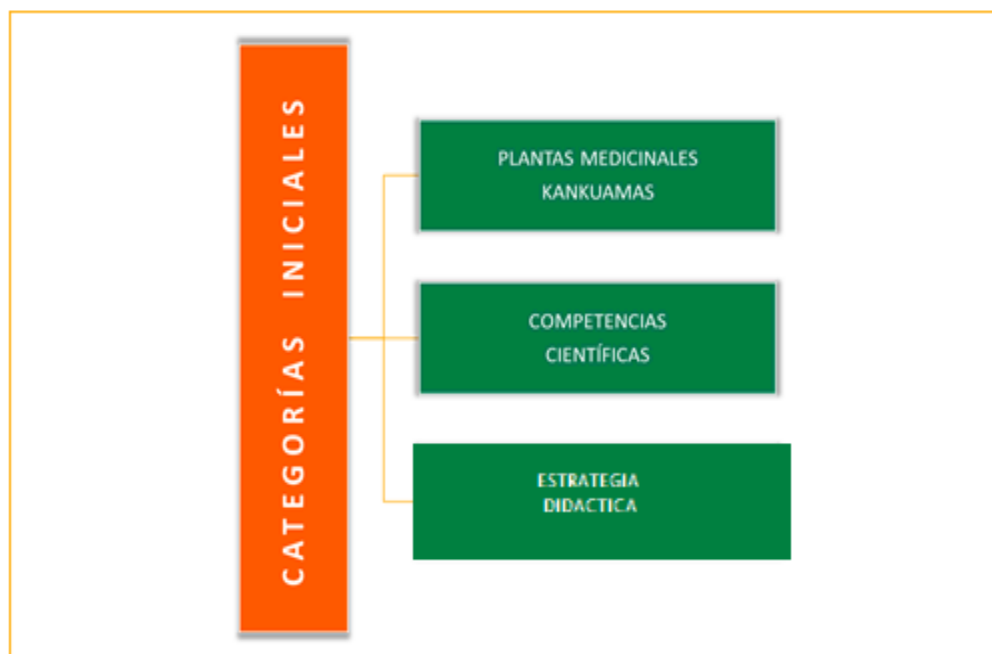 CATEGORÍAS INICIALES
PLANTAS MEDICINALES
KANKUAMAS
COMPETENCIAS
CIENTÍFICAS
ESTRATEGIA
DIDACTICA